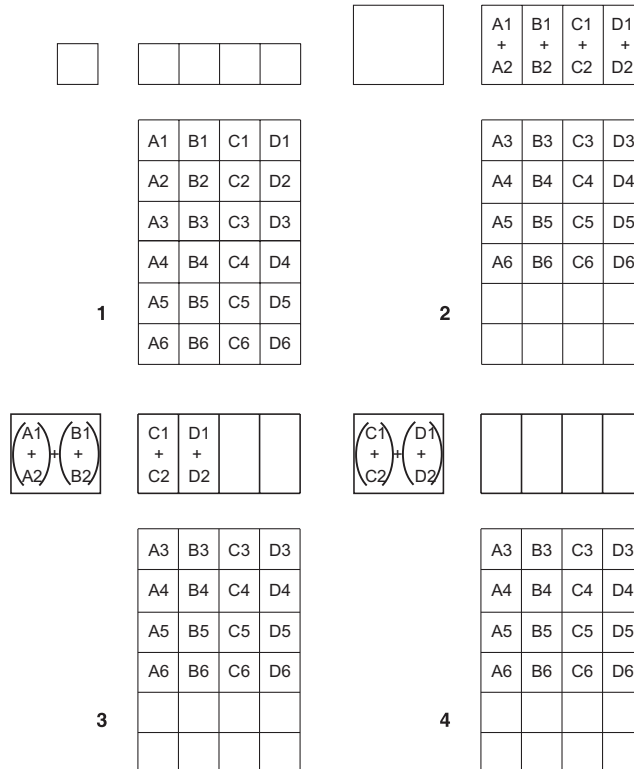 A1 B1 C1 D1
+ + + +
A2 B2 C2 D2
A1 B1 C1 D1
A2 B2 C2 D2
A3 B3 C3 D3
A4 B4 C4 D4
A5 B5 C5 D5
A6 B6 C6 D6
1
A3 B3 C3 D3
A4 B4 C4 D4
A5 B5 C5 D5
A6 B6 C6 D6
2
(A1 + A2) + (B1 + B2)
C1 D1
+ +
C2 D2
A3 B3 C3 D3
A4 B4 C4 D4
A5 B5 C5 D5
A6 B6 C6 D6
3
(C1 + C2) + (D1 + D2)
A3 B3 C3 D3
A4 B4 C4 D4
A5 B5 C5 D5
A6 B6 C6 D6
4